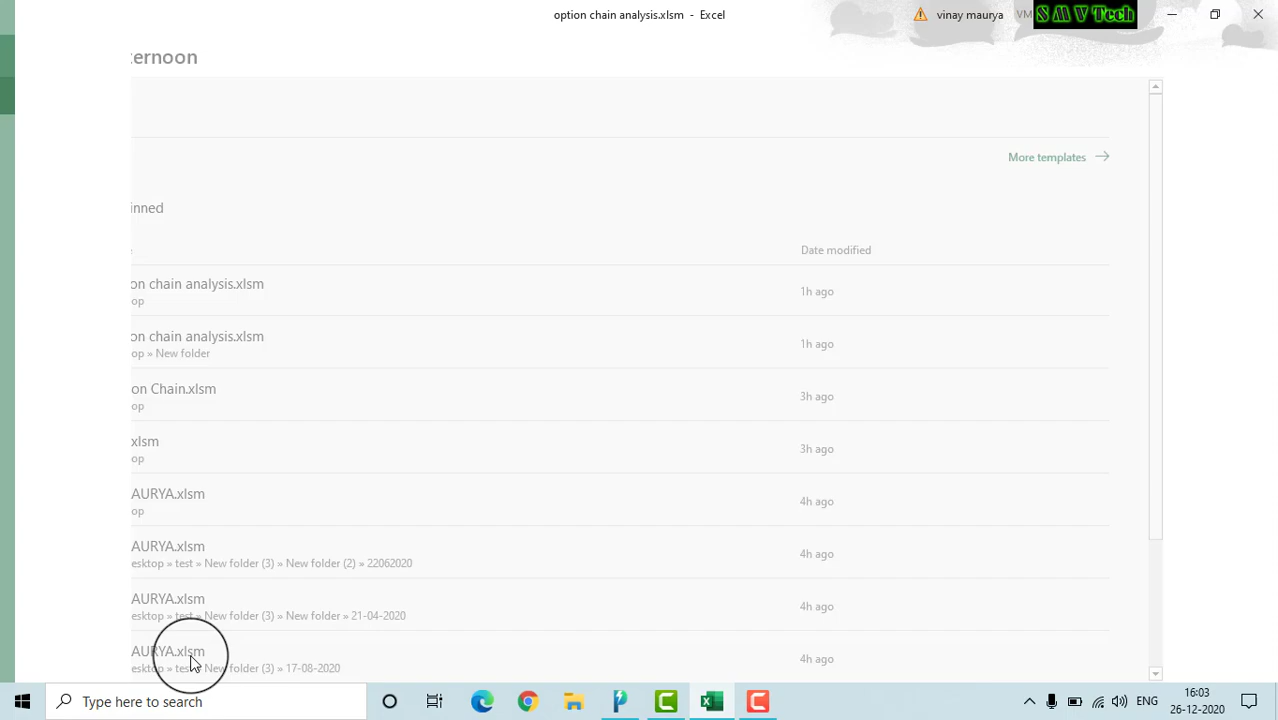 option chain analysis.xlsm - Excel
vinay maurya
VM
S M V Tech
ternoon
More templates
inned
Date modified
on chain analysis.xlsm
op
1h ago
on chain analysis.xlsm
op » New folder
1h ago
on Chain.xlsm
op
3h ago
xlsm
op
3h ago
AURYA.xlsm
op
4h ago
AURYA.xlsm
esktop » test » New folder (3) » New folder (2) » 22062020
4h ago
AURYA.xlsm
esktop » test » New folder (3) » New folder » 21-04-2020
4h ago
AURYA.xlsm
esktop » test » New folder (3) » 17-08-2020
4h ago
Type here to search
ENG
16:03
26-12-2020